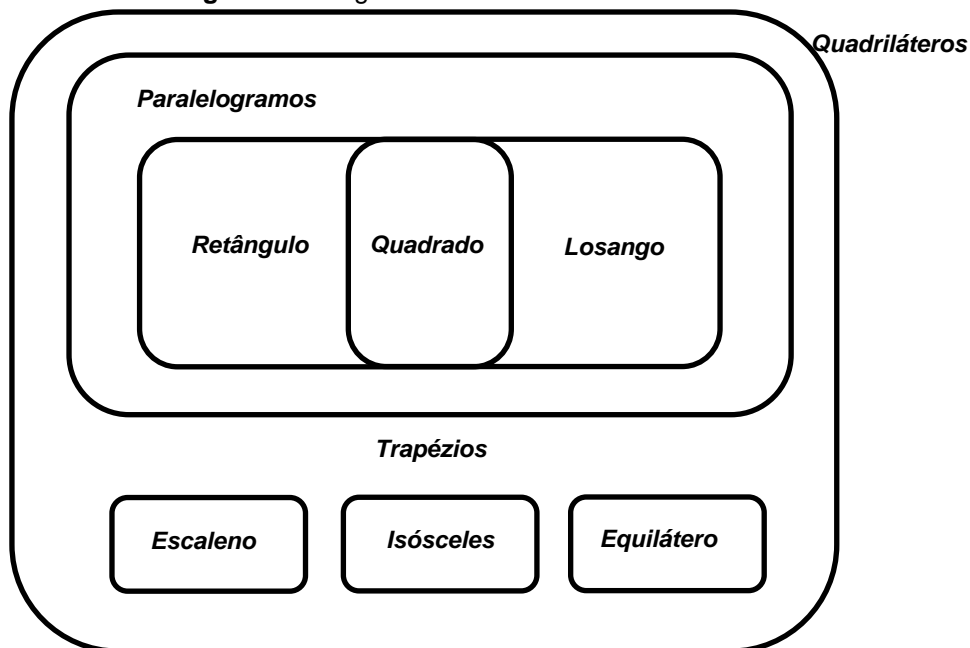 Quadriláteros
Paralelogramos
Retângulo
Quadrado
Losango
Trapézios
Escaleno
Isósceles
Equilátero